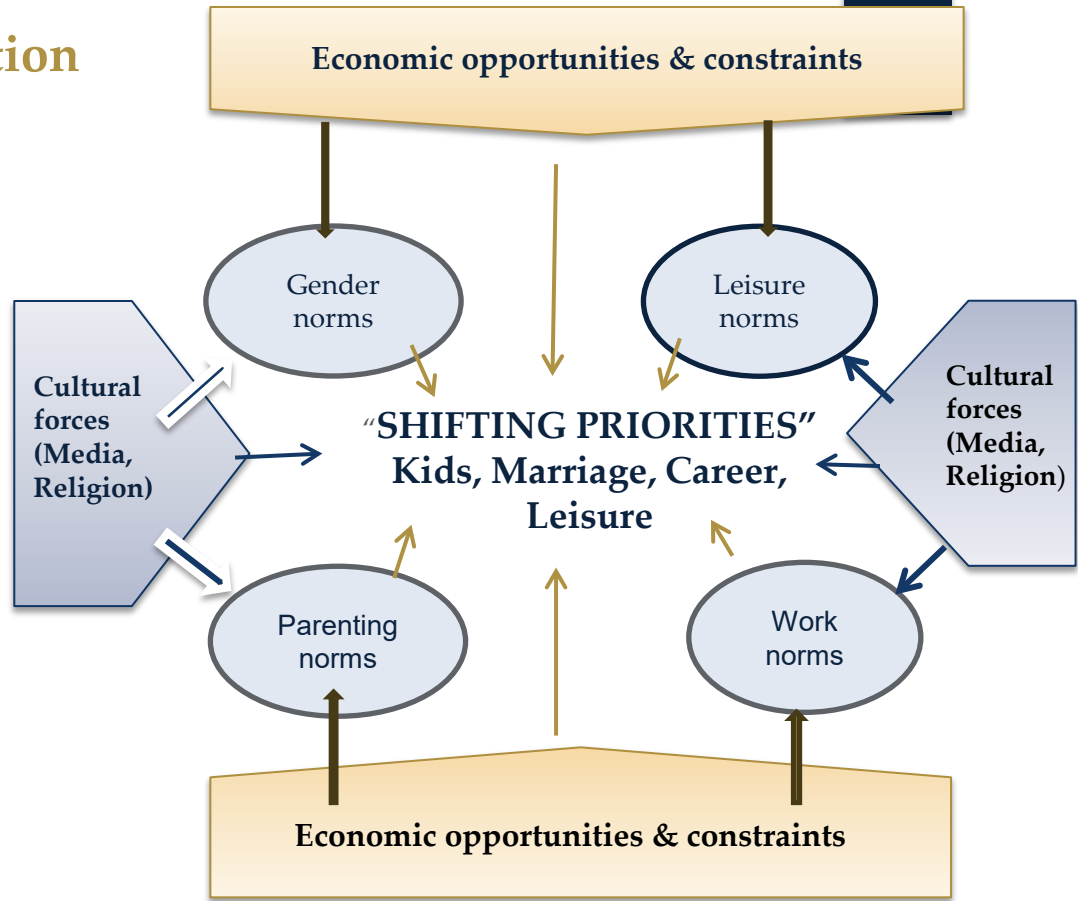 tion
Economic opportunities & constraints
Gender
norms
Leisure
norms
Cultural
forces
(Media,
Religion)
Cultural
forces
(Media,
Religion)
“SHIFTING PRIORITIES”
Kids, Marriage, Career,
Leisure
Parenting
norms
Work
norms
Economic opportunities & constraints